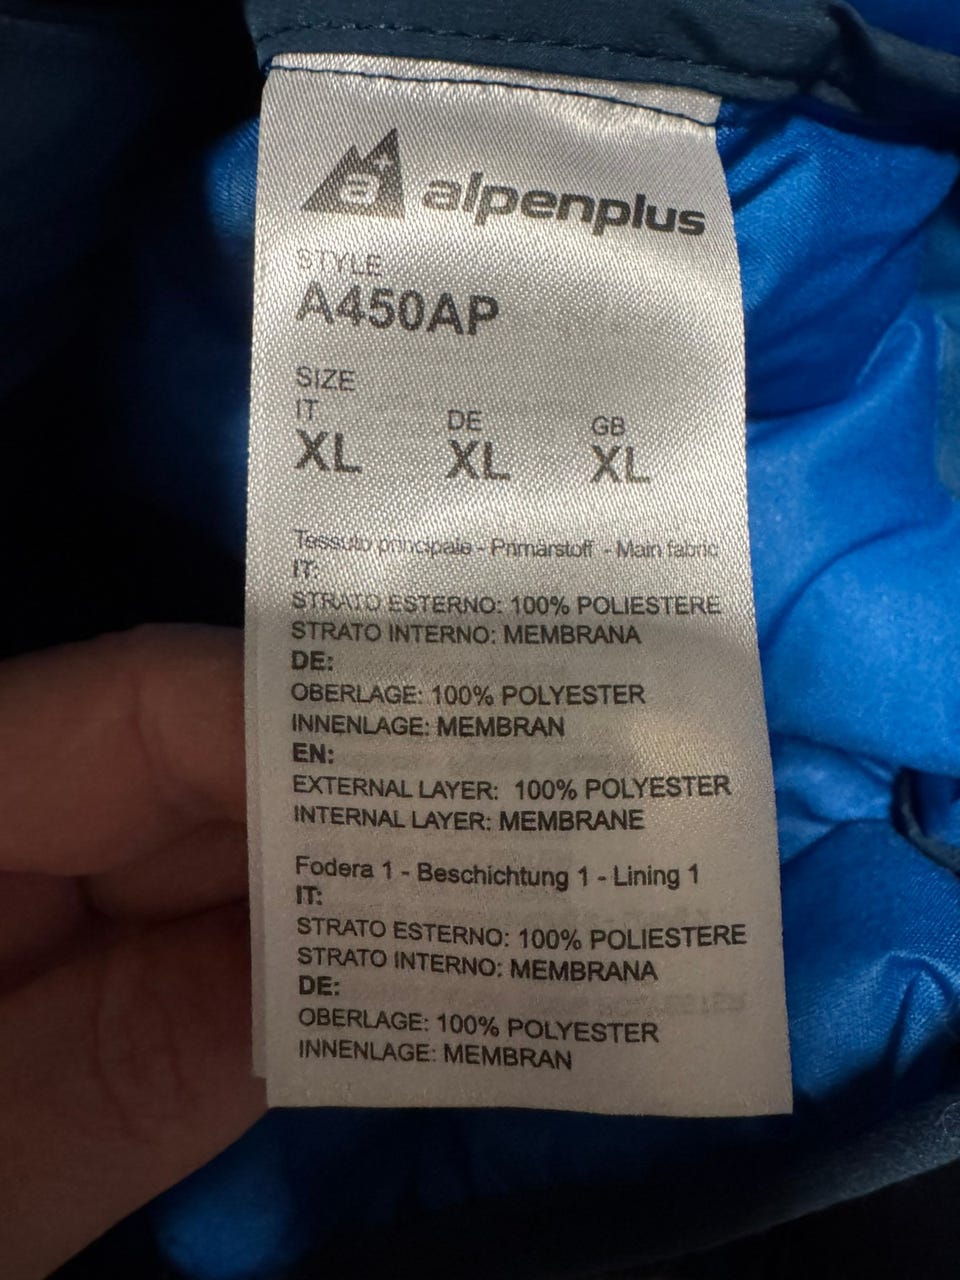 a+
alpenplus
STYLE
A450AP
SIZE
IT DE GB
XL XL XL
Tessuto principale - Primärstoff - Main fabric
IT:
STRATO ESTERNO: 100% POLIESTERE
STRATO INTERNO: MEMBRANA
DE:
OBERLAGE: 100% POLYESTER
INNENLAGE: MEMBRAN
EN:
EXTERNAL LAYER: 100% POLYESTER
INTERNAL LAYER: MEMBRANE
Fodera 1 - Beschichtung 1 - Lining 1
IT:
STRATO ESTERNO: 100% POLIESTERE
STRATO INTERNO: MEMBRANA
DE:
OBERLAGE: 100% POLYESTER
INNENLAGE: MEMBRAN